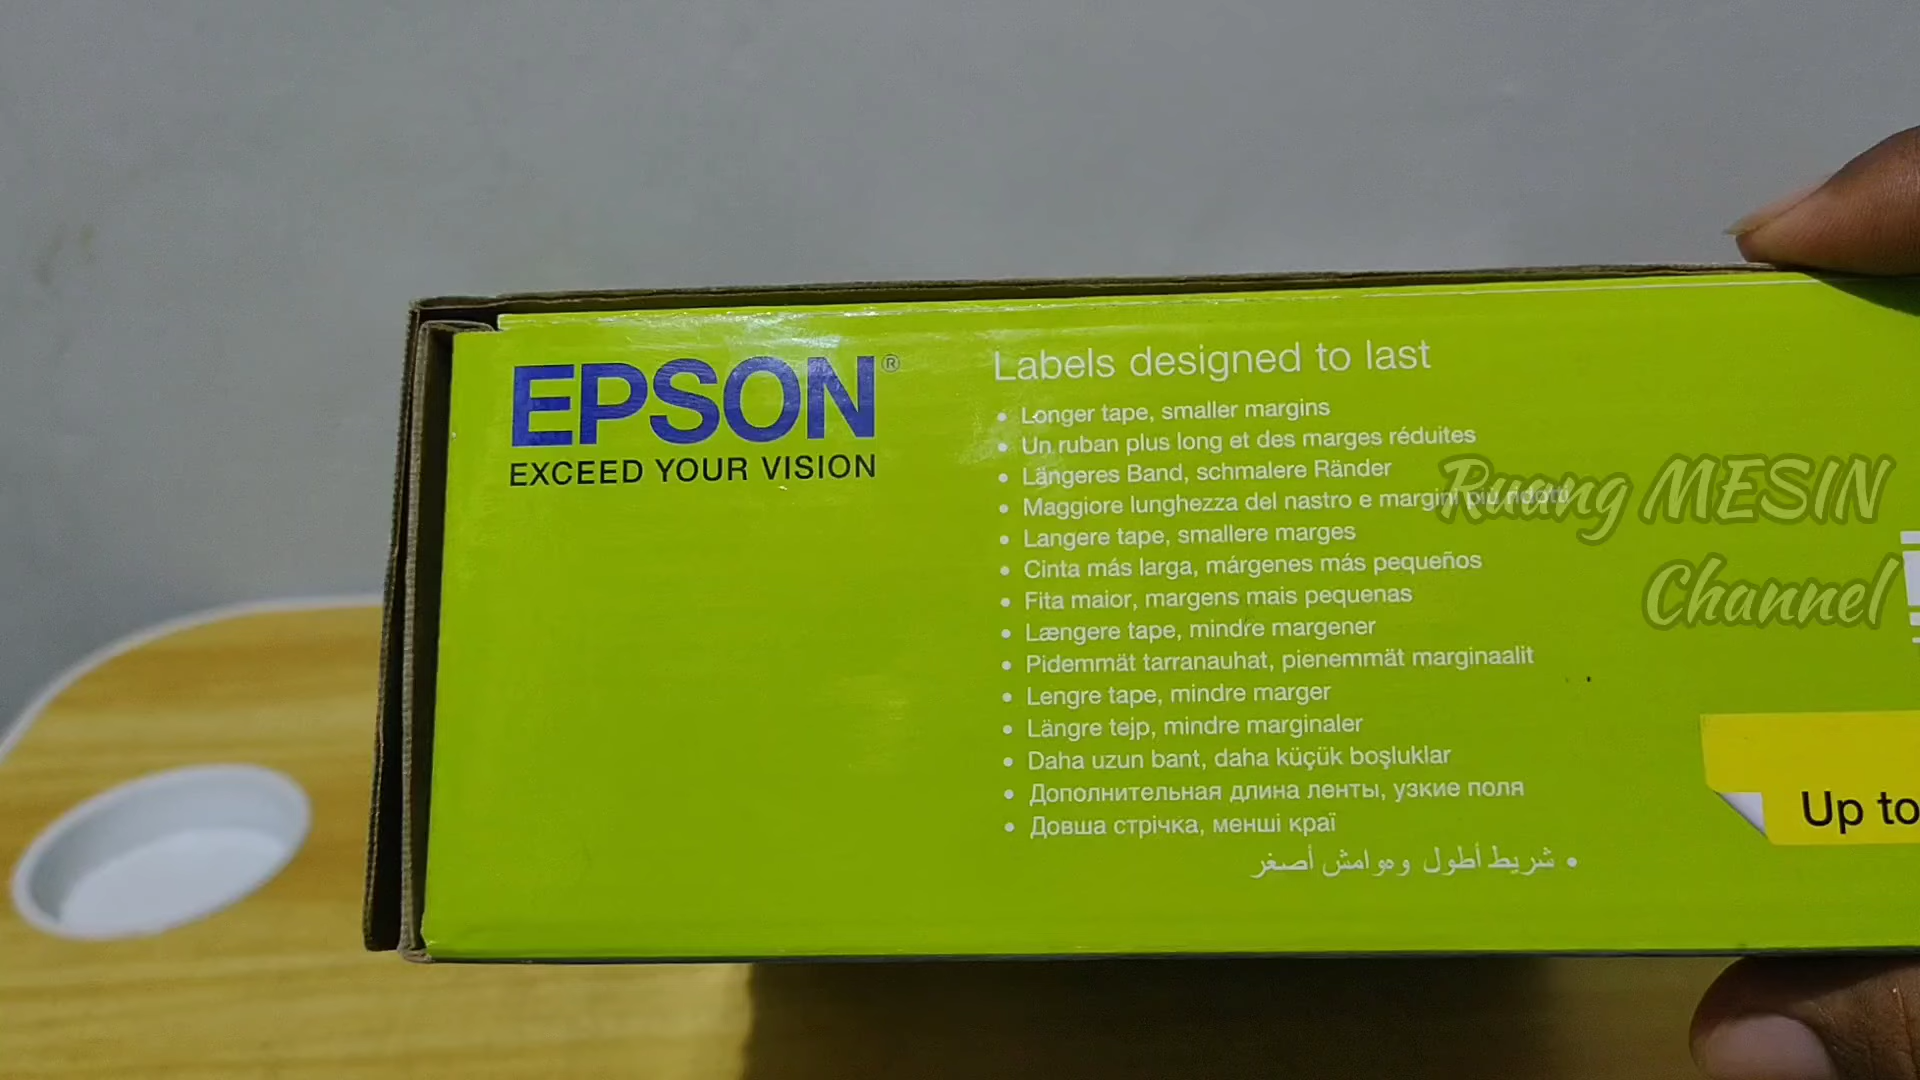 EPSON®
EXCEED YOUR VISION
Labels designed to last
• Longer tape, smaller margins
• Un ruban plus long et des marges réduites
• Längeres Band, schmalere Ränder
• Maggiore lunghezza del nastro e margini più ridotti
• Langere tape, smallere marges
• Cinta más larga, márgenes más pequeños
• Fita maior, margens mais pequenas
• Længere tape, mindre margener
• Pidemmät tarranauhat, pienemmät marginaalit
• Lengre tape, mindre marger
• Längre tejp, mindre marginaler
• Daha uzun bant, daha küçük boşluklar
• Дополнительная длина ленты, узкие поля
• Довша стрічка, менші краї
• شريط أطول وهوامش أصغر
Ruang MESIN
Channel
Up to